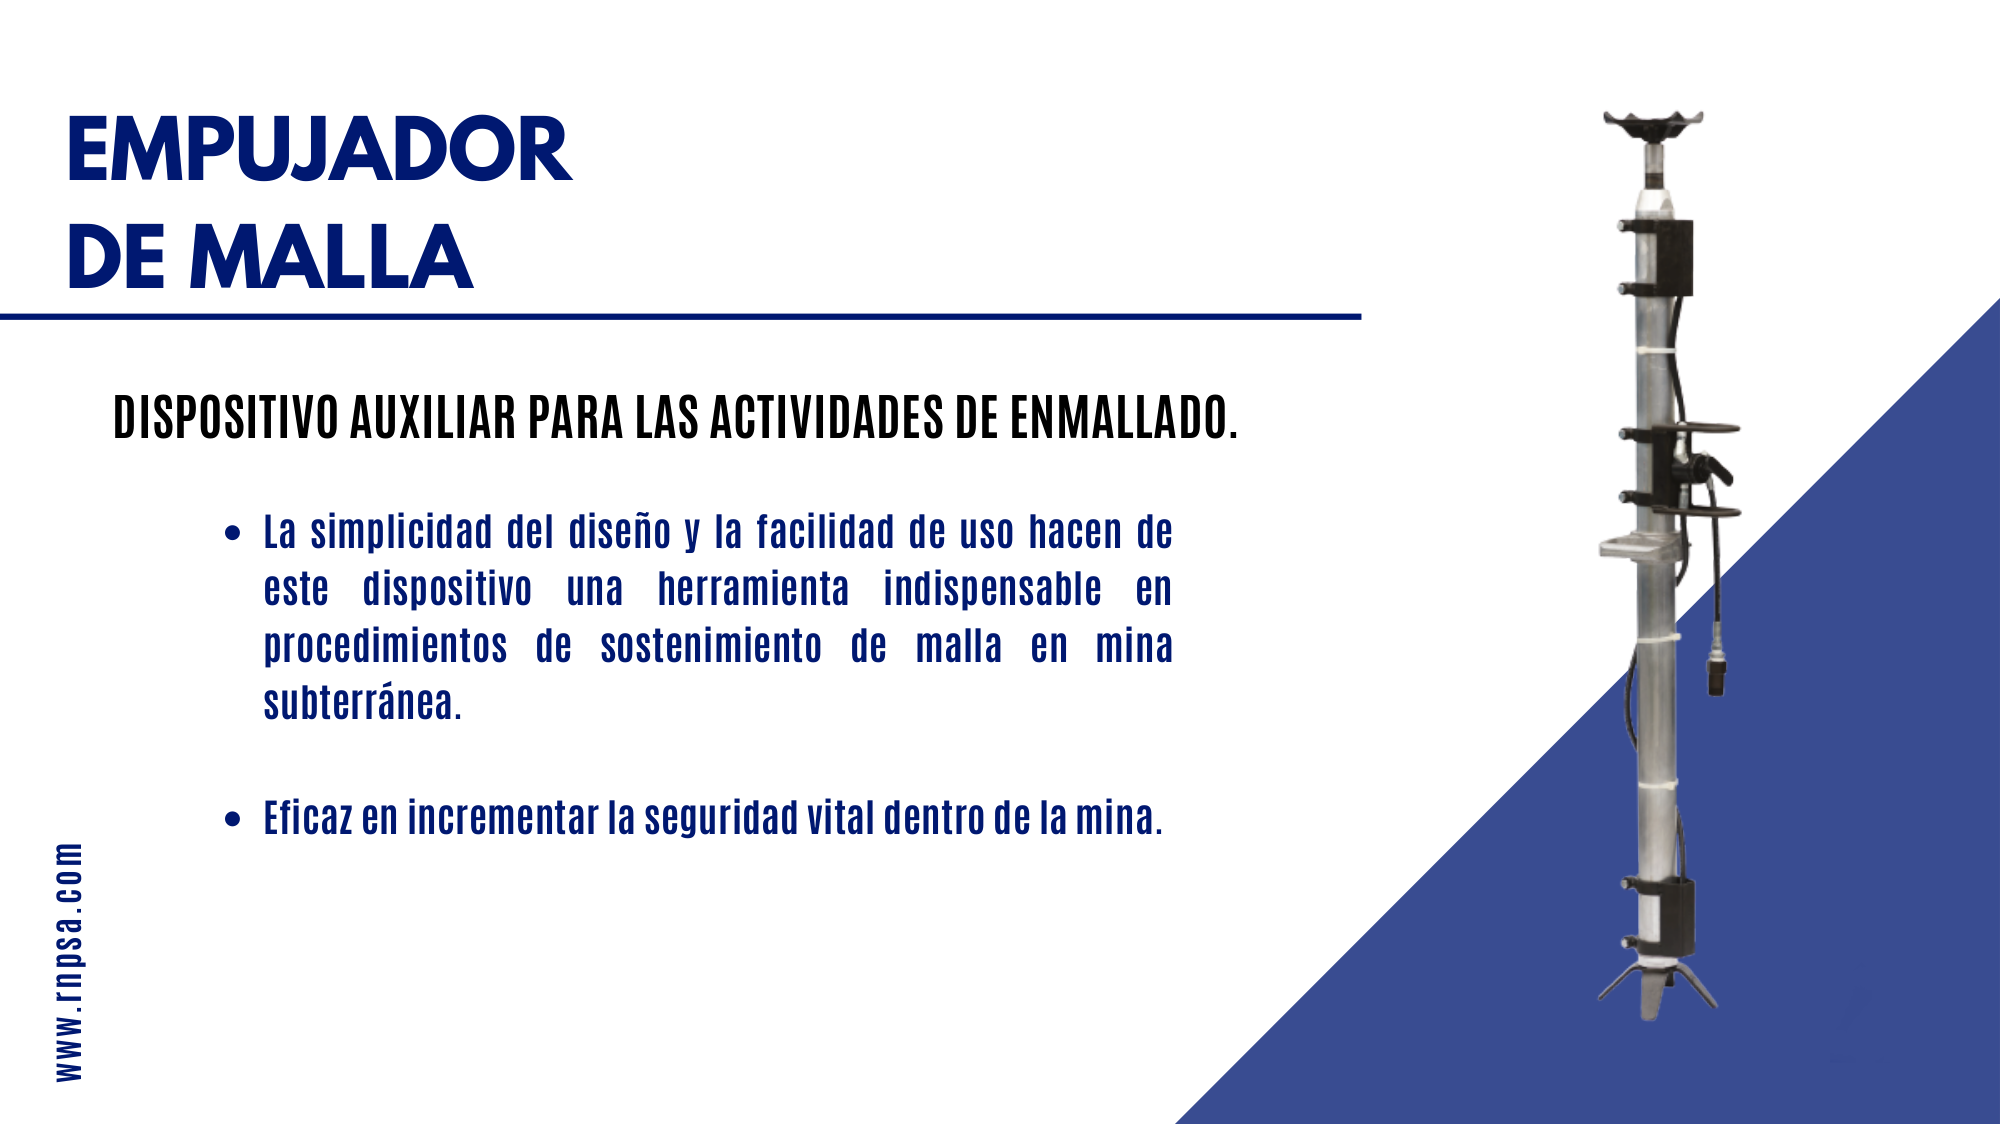 EMPUJADOR
DE MALLA
DISPOSITIVO AUXILIAR PARA LAS ACTIVIDADES DE ENMALLADO.
• La simplicidad del diseño y la facilidad de uso hacen de
este dispositivo una herramienta indispensable en
procedimientos de sostenimiento de malla en mina
subterránea.
• Eficaz en incrementar la seguridad vital dentro de la mina.
www.rnpsa.com